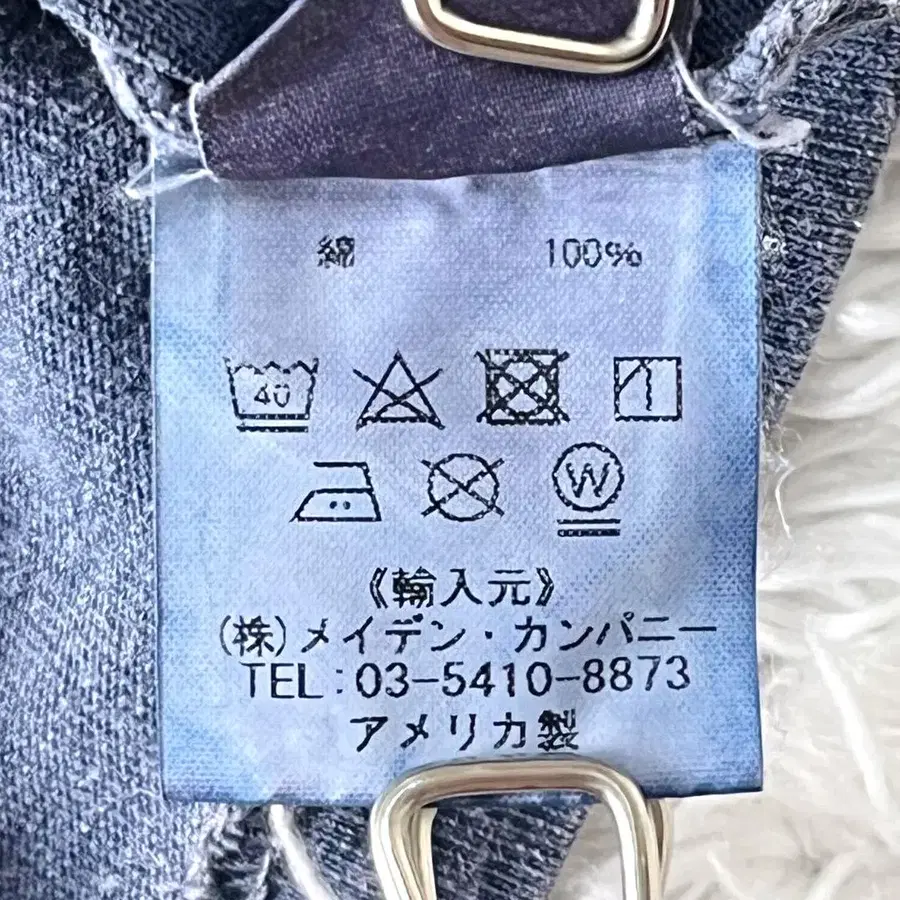 綿 100%
40
W
《輸入元》
(株)メイデン・カンパニー
TEL:03-5410-8873
アメリカ製